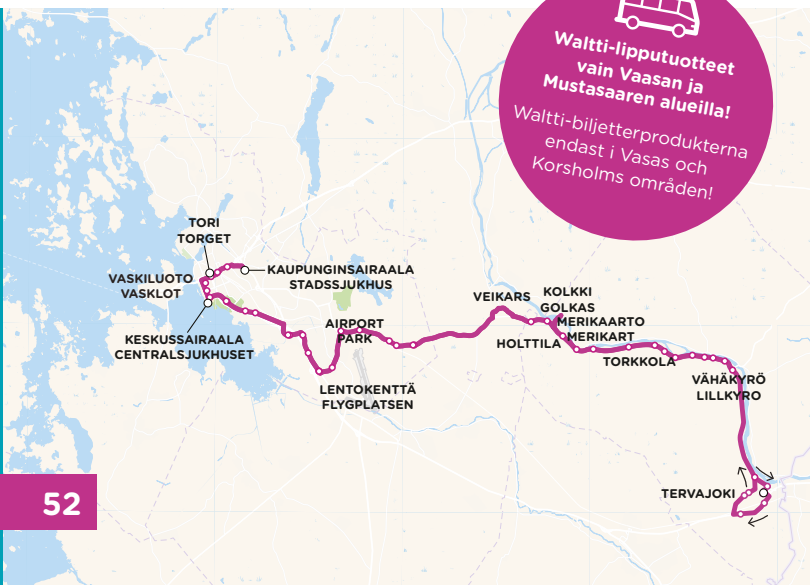 Waltti-lipputuotteet
vain Vaasan ja
Mustasaaren alueilla!
Waltti-biljetterprodukterna
endast i Vasas och
Korsholms områden!
TORI
TORGET
KAUPUNGINSAIRAALA
STADSSJUKHUS
VASKILUOTO
VASKLOT
KESKUSSAIRAALA
CENTRALSJUKHUSET
AIRPORT
PARK
LENTOKENTTÄ
FLYGPLATSEN
VEIKARS
KOLKKI
GOLKAS
MERIKAARTO
MERIKART
HOLTTILA
TORKKOLA
VÄHÄKYRÖ
LILLKYRO
TERVAJOKI
52